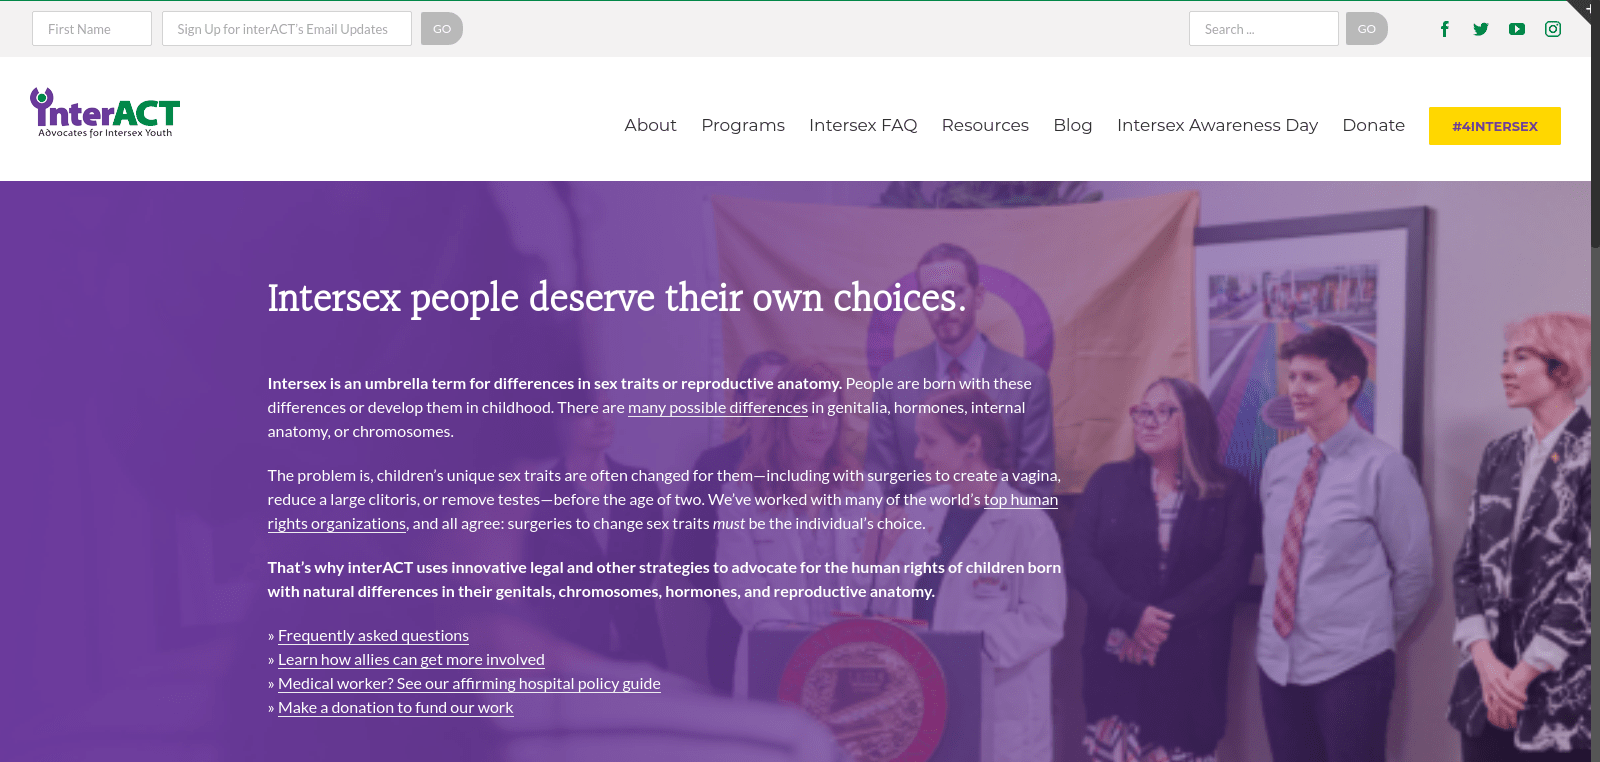 First Name
Sign Up for interACT’s Email Updates
GO
Search ...
GO
interACT
Advocates for Intersex Youth
About
Programs
Intersex FAQ
Resources
Blog
Intersex Awareness Day
Donate
#4INTERSEX
Intersex people deserve their own choices.
Intersex is an umbrella term for differences in sex traits or reproductive anatomy. People are born with these
differences or develop them in childhood. There are many possible differences in genitalia, hormones, internal
anatomy, or chromosomes.
The problem is, children’s unique sex traits are often changed for them—including with surgeries to create a vagina,
reduce a large clitoris, or remove testes—before the age of two. We’ve worked with many of the world’s top human
rights organizations, and all agree: surgeries to change sex traits must be the individual’s choice.
That’s why interACT uses innovative legal and other strategies to advocate for the human rights of children born
with natural differences in their genitals, chromosomes, hormones, and reproductive anatomy.
» Frequently asked questions
» Learn how allies can get more involved
» Medical worker? See our affirming hospital policy guide
» Make a donation to fund our work